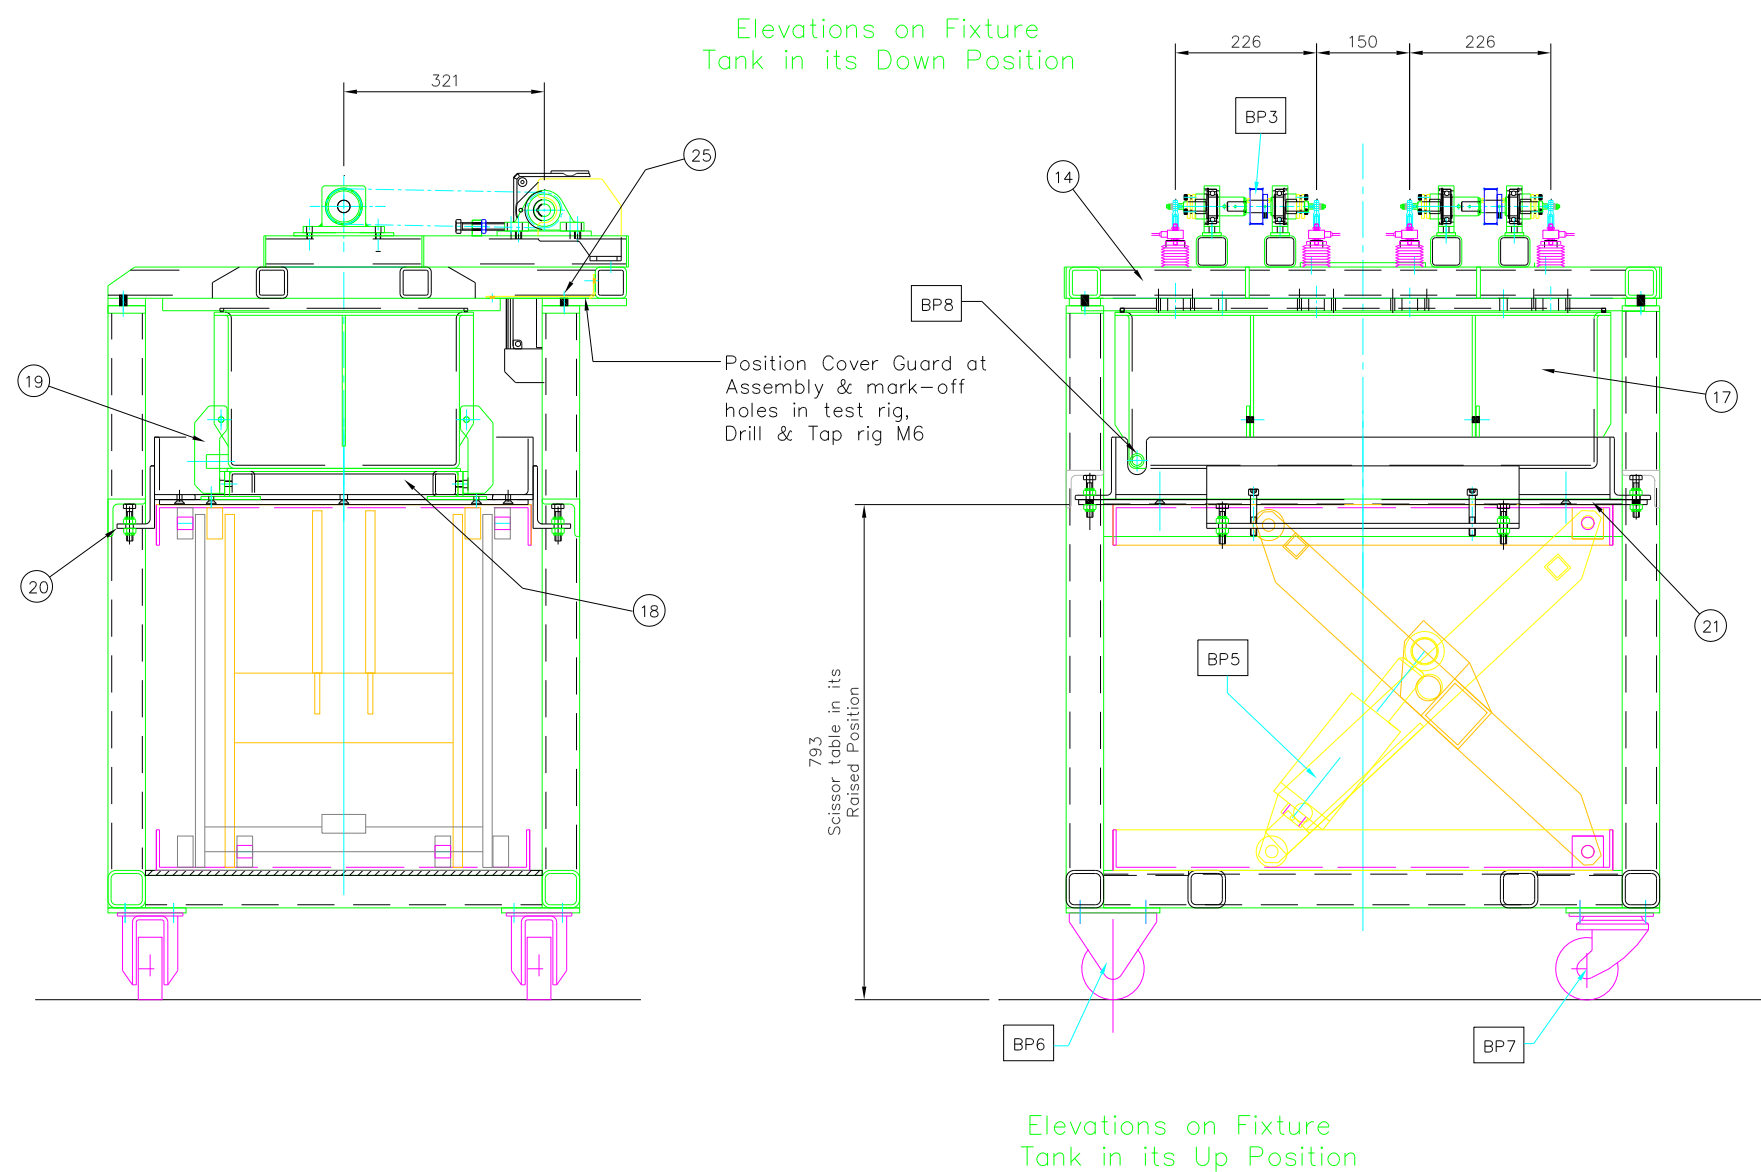 Elevations on Fixture
Tank in its Down Position
321
226
150
226
BP3
25
14
BP8
Position Cover Guard at
Assembly & mark-off
holes in test rig,
Drill & Tap rig M6
19
17
20
18
21
BP5
793
Scissor table in its
Raised Position
BP6
BP7
Elevations on Fixture
Tank in its Up Position